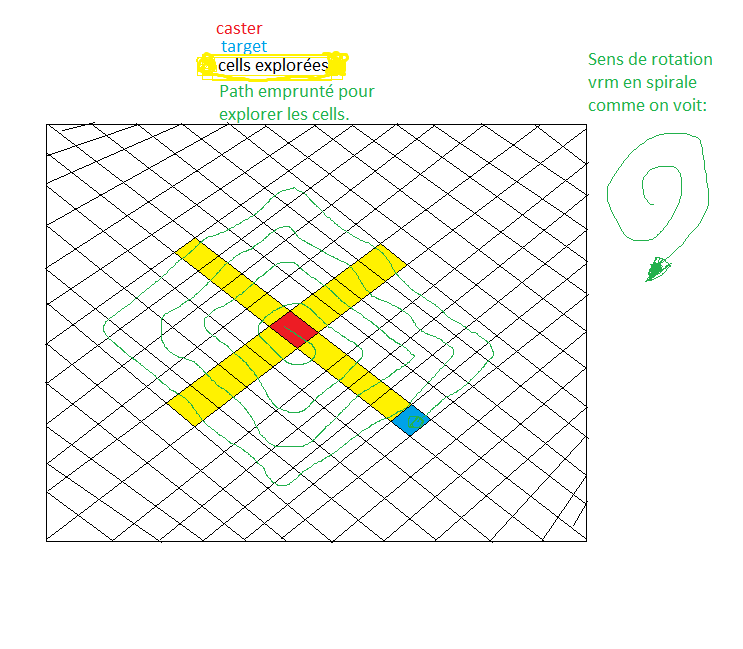 caster
target
cells explorées
Path emprunté pour
explorer les cells.
Sens de rotation
vrm en spirale
comme on voit: